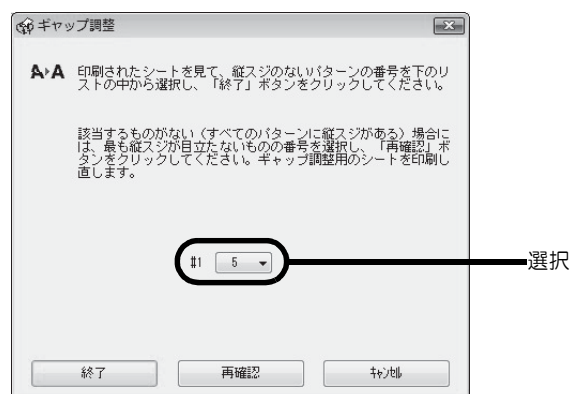 ギャップ調整
A▸A 印刷されたシートを見て、縦スジのないパターンの番号を下のリ
ストの中から選択し、「終了」ボタンをクリックしてください。
該当するものがない（すべてのパターンに縦スジがある）場合に
は、最も縦スジが目立たないものの番号を選択し、「再確認」ボ
タンをクリックしてください。ギャップ調整用のシートを印刷し
直します。
#1 5
選択
終了 再確認 キャンセル